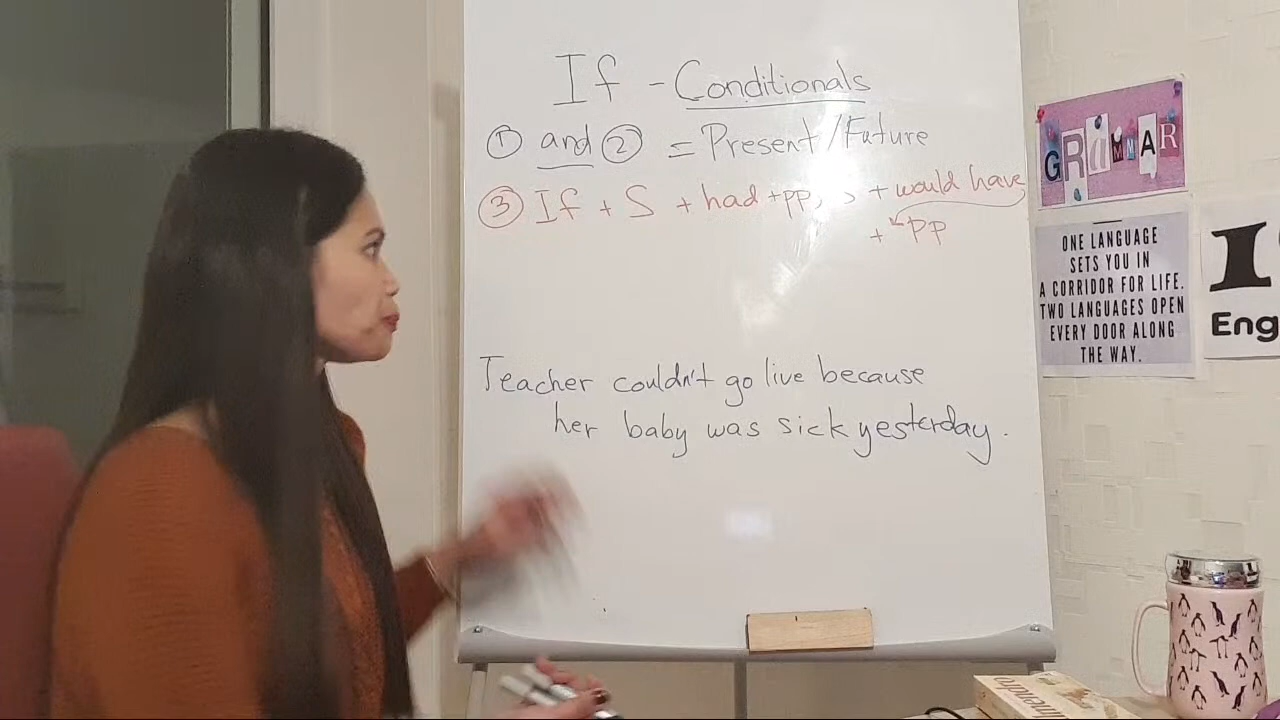 If - Conditionals
① and ② = Present/Future
③ If + S + had + pp, > + would have
+ PP
Teacher couldn't go live because
her baby was sick yesterday.
GRAMMAR
ONE LANGUAGE
SETS YOU IN
A CORRIDOR FOR LIFE.
TWO LANGUAGES OPEN
EVERY DOOR ALONG
THE WAY.
I
Eng